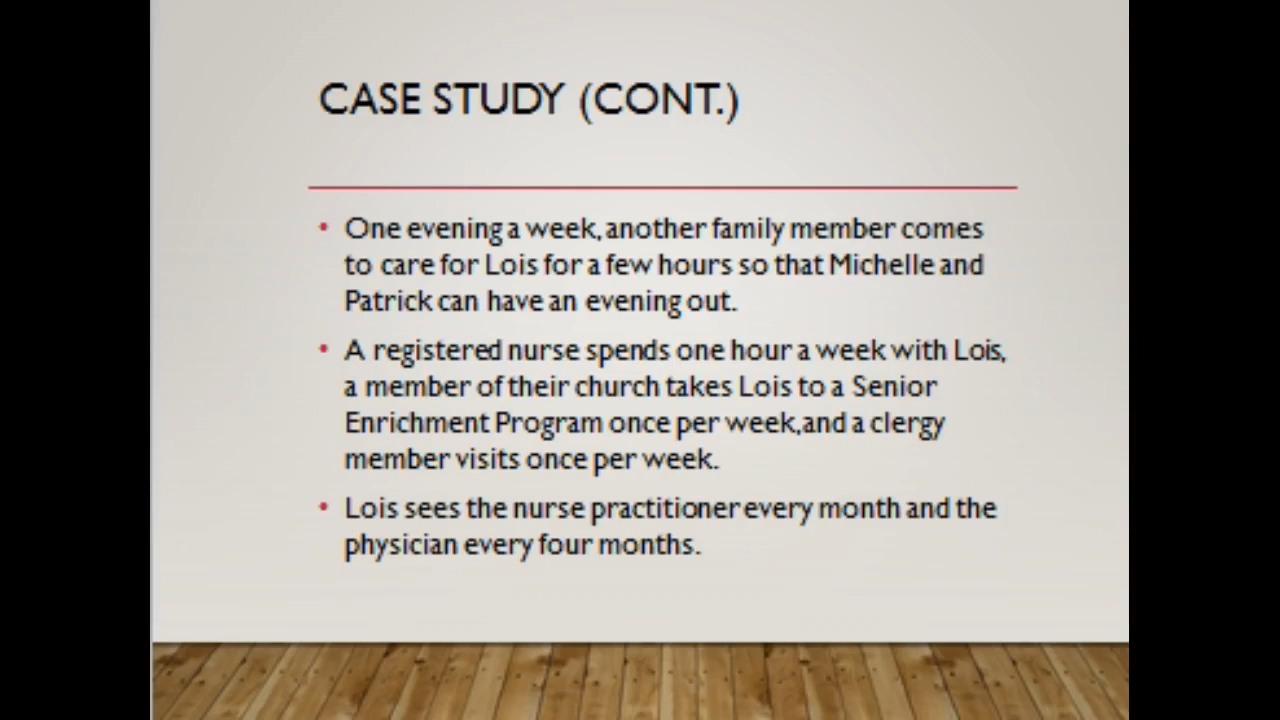 CASE STUDY (CONT.)
• One evening a week, another family member comes
to care for Lois for a few hours so that Michelle and
Patrick can have an evening out.
• A registered nurse spends one hour a week with Lois,
a member of their church takes Lois to a Senior
Enrichment Program once per week, and a clergy
member visits once per week.
• Lois sees the nurse practitioner every month and the
physician every four months.